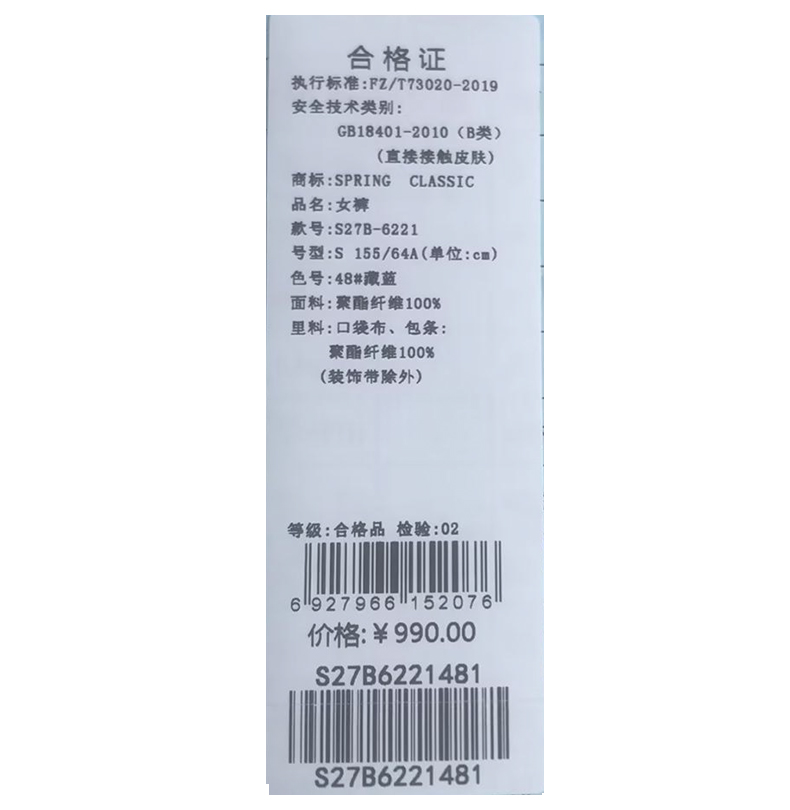 合格证
执行标准:FZ/T73020-2019
安全技术类别:
GB18401-2010（B类）
（直接接触皮肤）
商标:SPRING CLASSIC
品名:女裤
款号:S27B-6221
号型:S 155/64A(单位:cm)
色号:48#藏蓝
面料:聚酯纤维100%
里料:口袋布、包条:
聚酯纤维100%
(装饰带除外)
等级:合格品 检验:02
6 927966 152076
价格:￥990.00
S27B6221481
S27B6221481